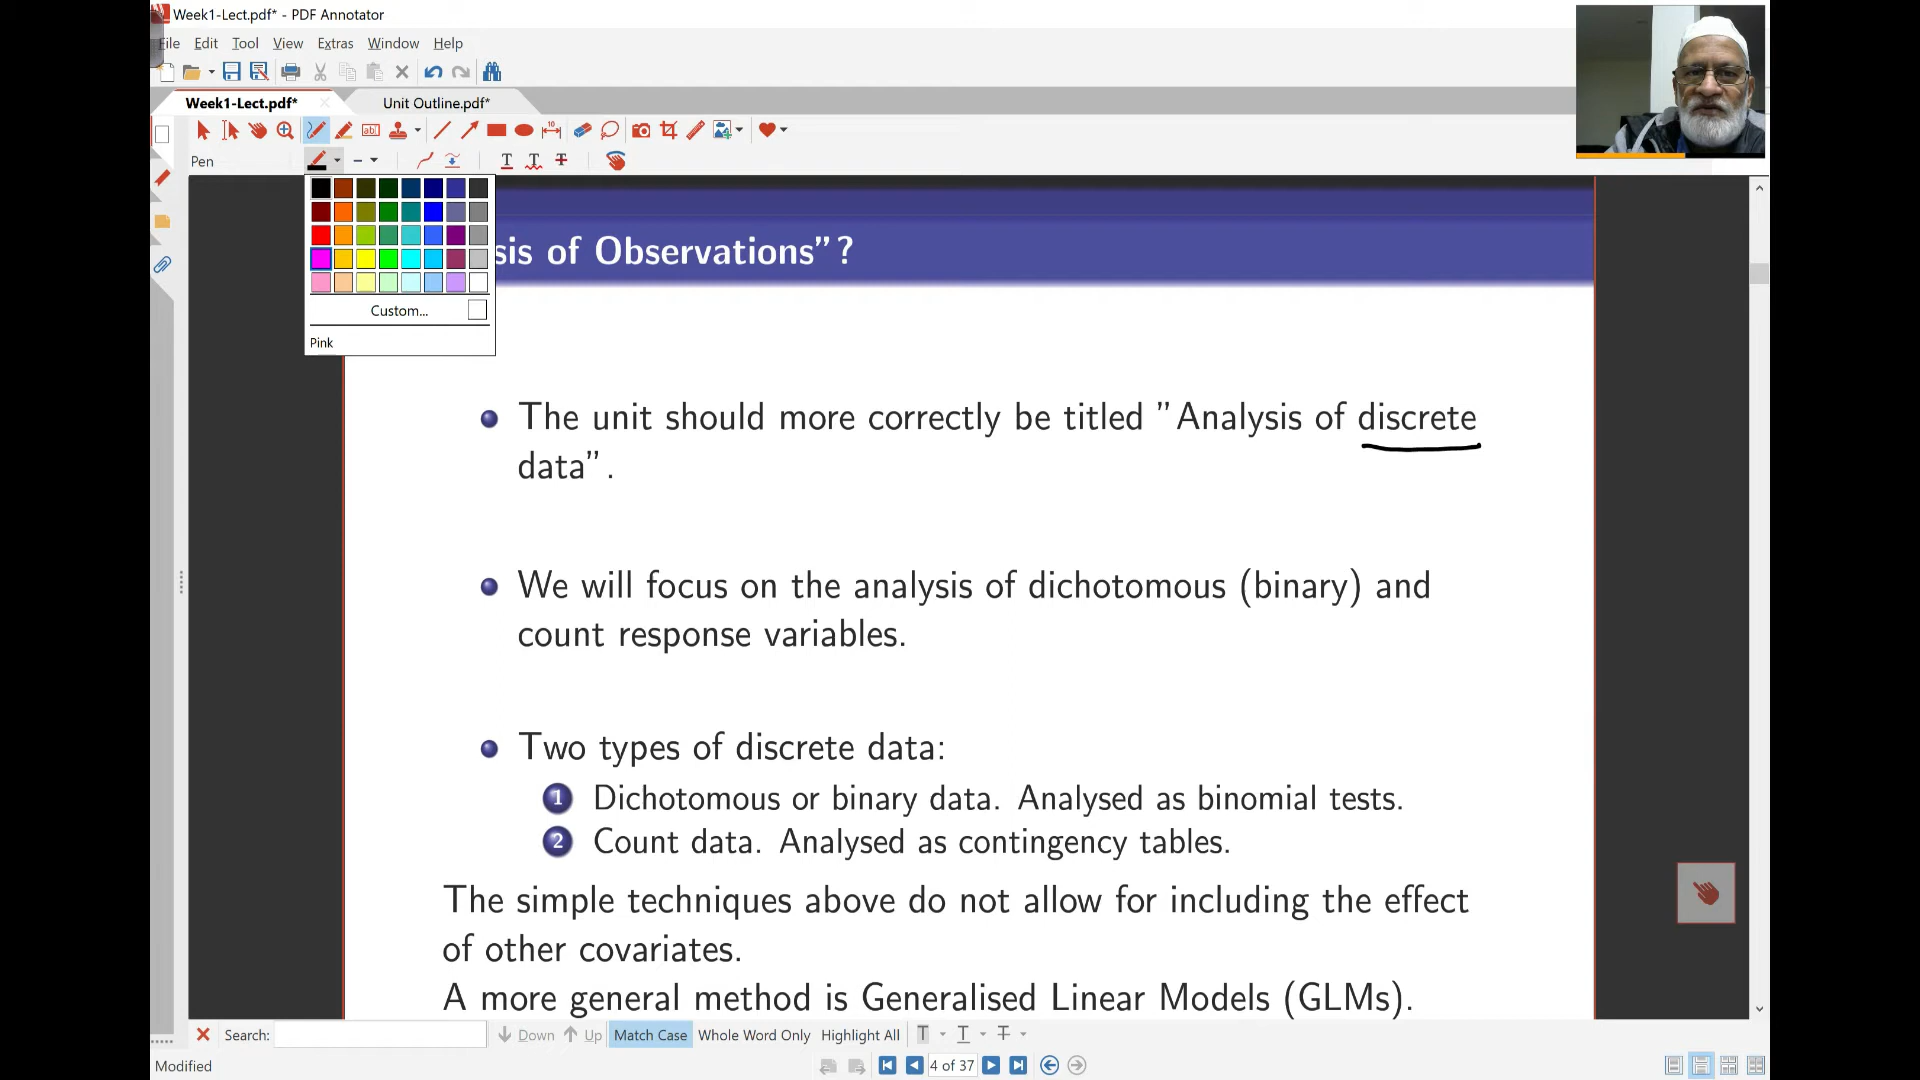 Week1-Lect.pdf* - PDF Annotator
File Edit Tool View Extras Window Help
Week1-Lect.pdf*
Unit Outline.pdf*
Pen
Custom...
Pink
sis of Observations"?
The unit should more correctly be titled "Analysis of discrete
data".
We will focus on the analysis of dichotomous (binary) and
count response variables.
Two types of discrete data:
1 Dichotomous or binary data. Analysed as binomial tests.
2 Count data. Analysed as contingency tables.
The simple techniques above do not allow for including the effect
of other covariates.
A more general method is Generalised Linear Models (GLMs).
Search: Down Up Match Case Whole Word Only Highlight All
Modified
4 of 37